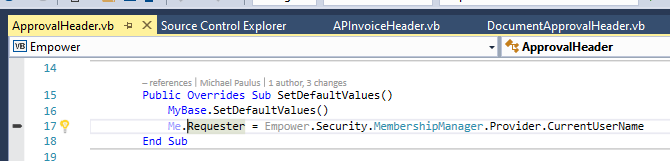 ApprovalHeader.vb Source Control Explorer APInvoiceHeader.vb DocumentApprovalHeader.vb
VB Empower ApprovalHeader
14
– references | Michael Paulus | 1 author, 3 changes
15 Public Overrides Sub SetDefaultValues()
16 MyBase.SetDefaultValues()
17 Me.Requester = Empower.Security.MembershipManager.Provider.CurrentUserName
18 End Sub
19